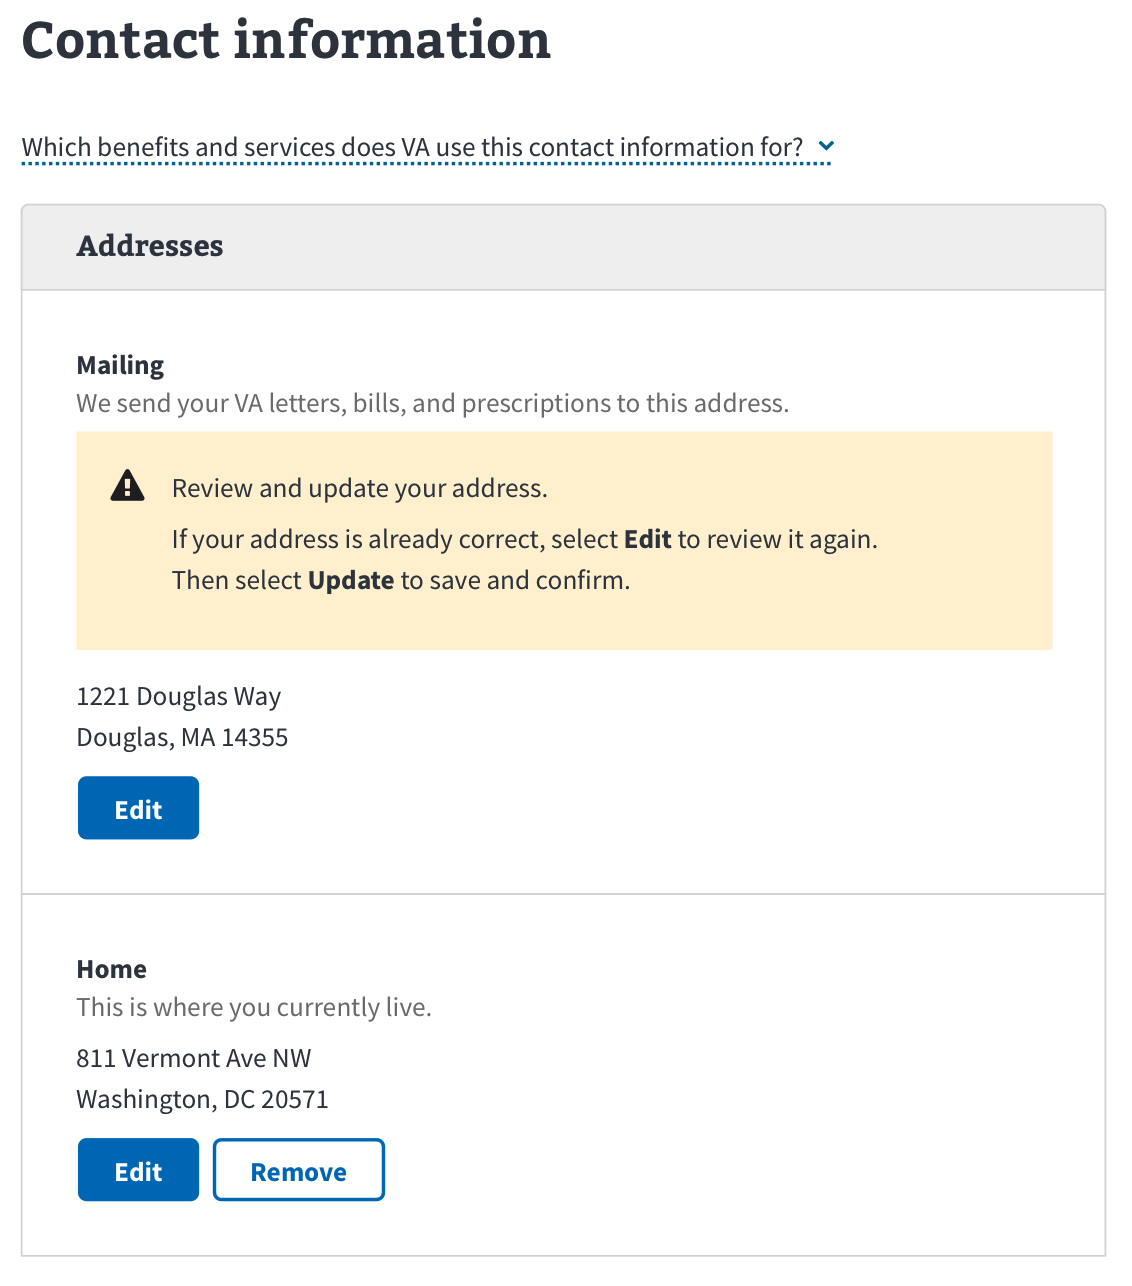 Contact information
Which benefits and services does VA use this contact information for?
Addresses
Mailing
We send your VA letters, bills, and prescriptions to this address.
Review and update your address.
If your address is already correct, select Edit to review it again.
Then select Update to save and confirm.
1221 Douglas Way
Douglas, MA 14355
Edit
Home
This is where you currently live.
811 Vermont Ave NW
Washington, DC 20571
Edit Remove